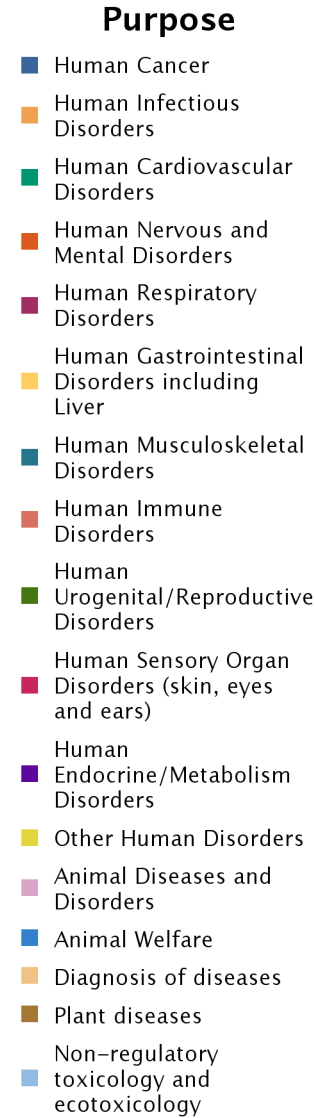 Purpose
Human Cancer
Human Infectious
Disorders
Human Cardiovascular
Disorders
Human Nervous and
Mental Disorders
Human Respiratory
Disorders
Human Gastrointestinal
Disorders including
Liver
Human Musculoskeletal
Disorders
Human Immune
Disorders
Human
Urogenital/Reproductive
Disorders
Human Sensory Organ
Disorders (skin, eyes
and ears)
Human
Endocrine/Metabolism
Disorders
Other Human Disorders
Animal Diseases and
Disorders
Animal Welfare
Diagnosis of diseases
Plant diseases
Non-regulatory
toxicology and
ecotoxicology